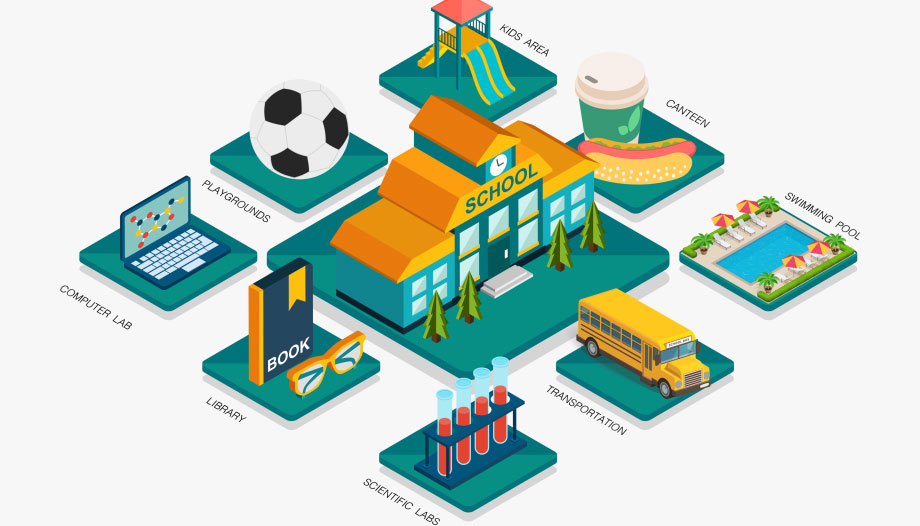 KIDS AREA
CANTEEN
SCHOOL
PLAYGROUNDS
SWIMMING POOL
COMPUTER LAB
BOOK
LIBRARY
TRANSPORTATION
SCIENTIFIC LABS